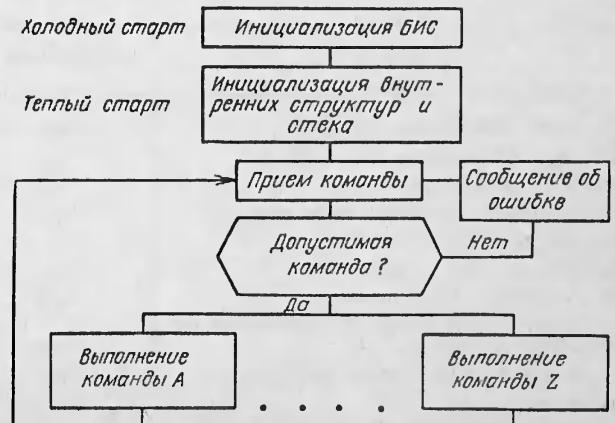 Холодный старт
Инициализация БИС
Теплый старт
Инициализация внут-
ренних структур и
стека
Прием команды
Сообщение об
ошибке
Допустимая
команда?
Нет
Да
Выполнение
команды А
Выполнение
команды Z